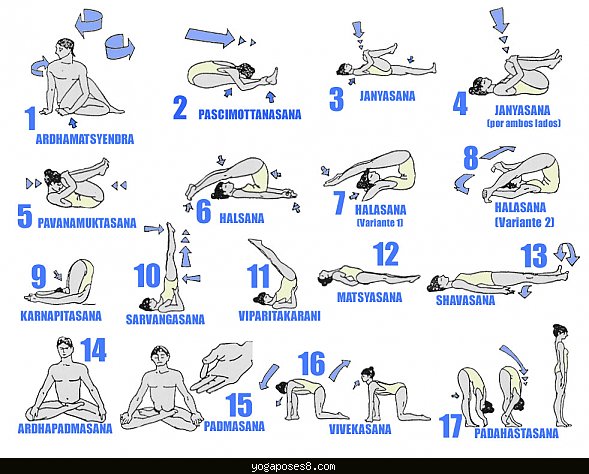 1
ARDHAMATSYENDRA
2 PASCIMOTTANASANA
3 JANYASANA
4 JANYASANA
(por ambos lados)
5 PAVANAMUKTASANA
6 HALSANA
7 HALASANA
(Variante 1)
8
HALASANA
(Variante 2)
9
KARNAPITASANA
10
SARVANGASANA
11
VIPARITAKARANI
12
MATSYASANA
13
SHAVASANA
14
ARDHAPADMASANA
15
PADMASANA
16
VIVEKASANA
17 PADAHASTASANA
yogaposes8.com